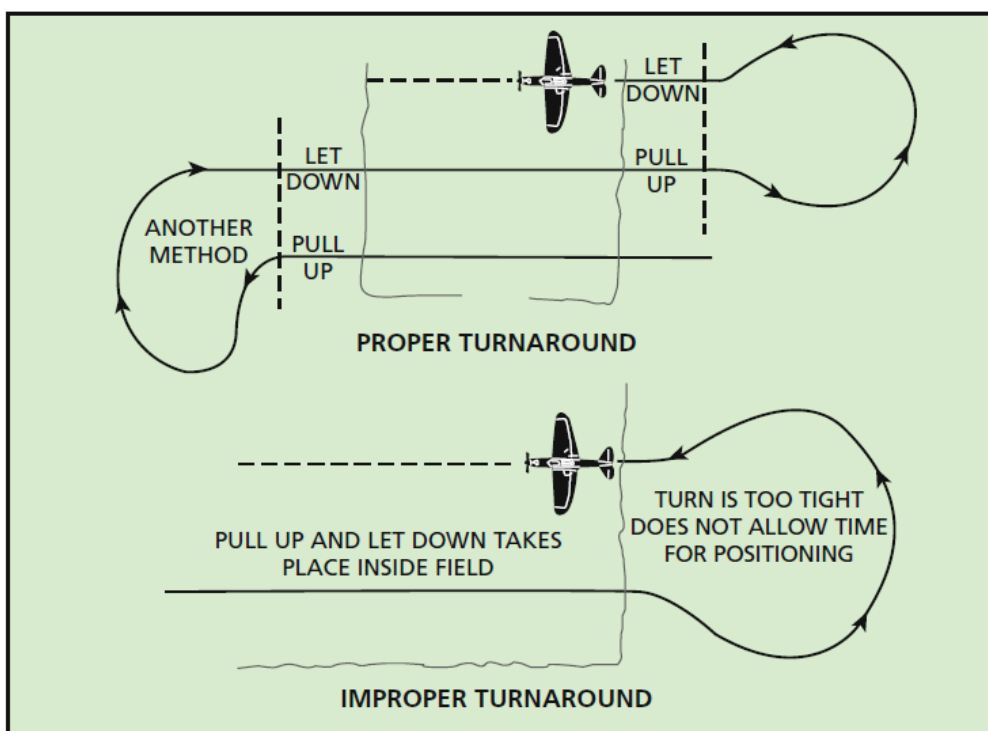 LET
DOWN
LET
DOWN
PULL
UP
ANOTHER
METHOD
PULL
UP
PROPER TURNAROUND
TURN IS TOO TIGHT
DOES NOT ALLOW TIME
FOR POSITIONING
PULL UP AND LET DOWN TAKES
PLACE INSIDE FIELD
IMPROPER TURNAROUND